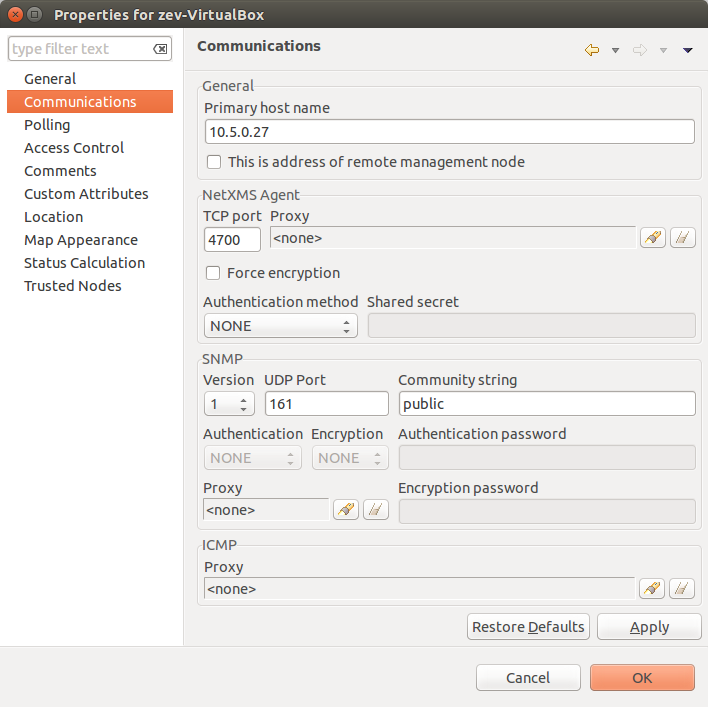 Properties for zev-VirtualBox
type filter text
General
Communications
Polling
Access Control
Comments
Custom Attributes
Location
Map Appearance
Status Calculation
Trusted Nodes
Communications
General
Primary host name
10.5.0.27
This is address of remote management node
NetXMS Agent
TCP port Proxy
4700 <none>
Force encryption
Authentication method Shared secret
NONE
SNMP
Version UDP Port Community string
1 161 public
Authentication Encryption Authentication password
NONE NONE
Proxy Encryption password
<none>
ICMP
Proxy
<none>
Restore Defaults Apply
Cancel OK